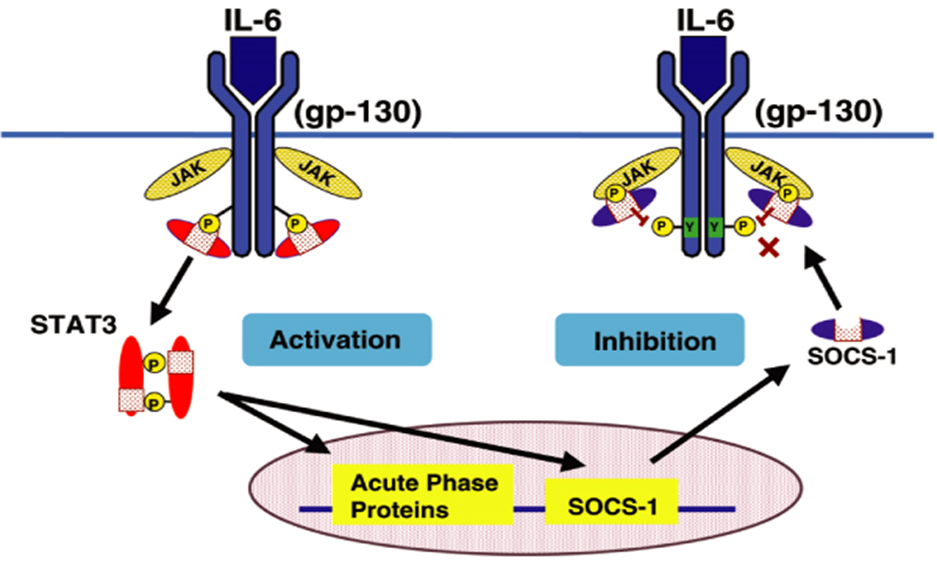 IL-6
(gp-130)
JAK
JAK
P
P
STAT3
P
P
Activation
IL-6
(gp-130)
JAK
JAK
P
P
P
Y
Y
P
Inhibition
SOCS-1
Acute Phase
Proteins
SOCS-1